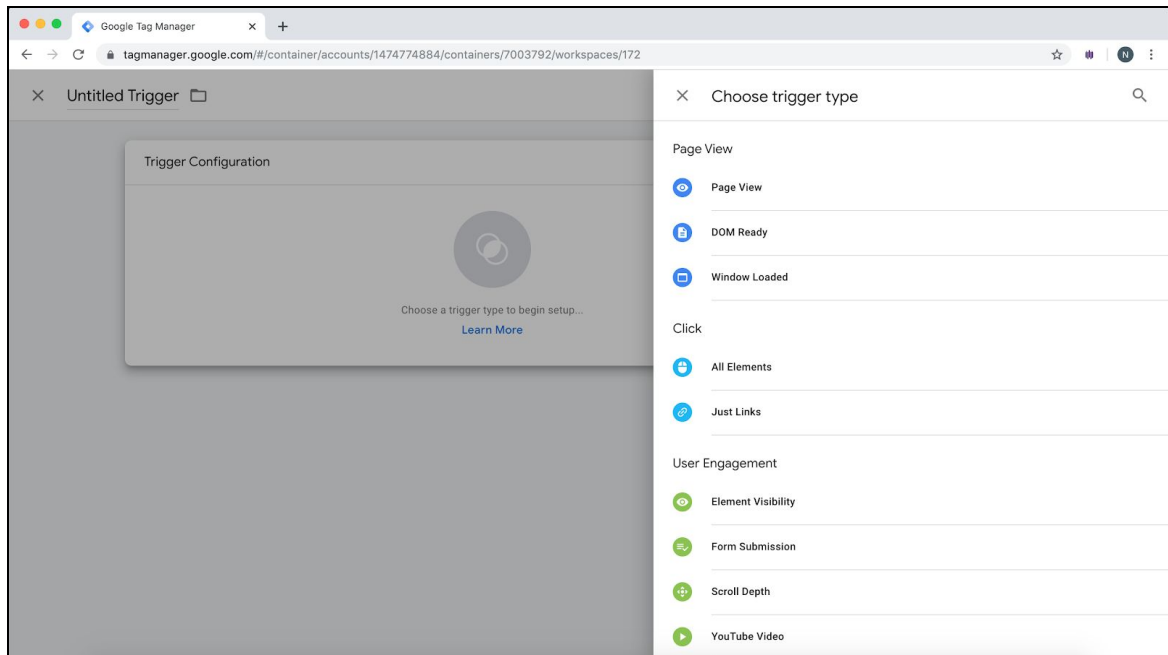 Google Tag Manager
tagmanager.google.com/#/container/accounts/1474774884/containers/7003792/workspaces/172
N
Untitled Trigger
Trigger Configuration
Choose a trigger type to begin setup...
Learn More
Choose trigger type
Page View
Page View
DOM Ready
Window Loaded
Click
All Elements
Just Links
User Engagement
Element Visibility
Form Submission
Scroll Depth
YouTube Video